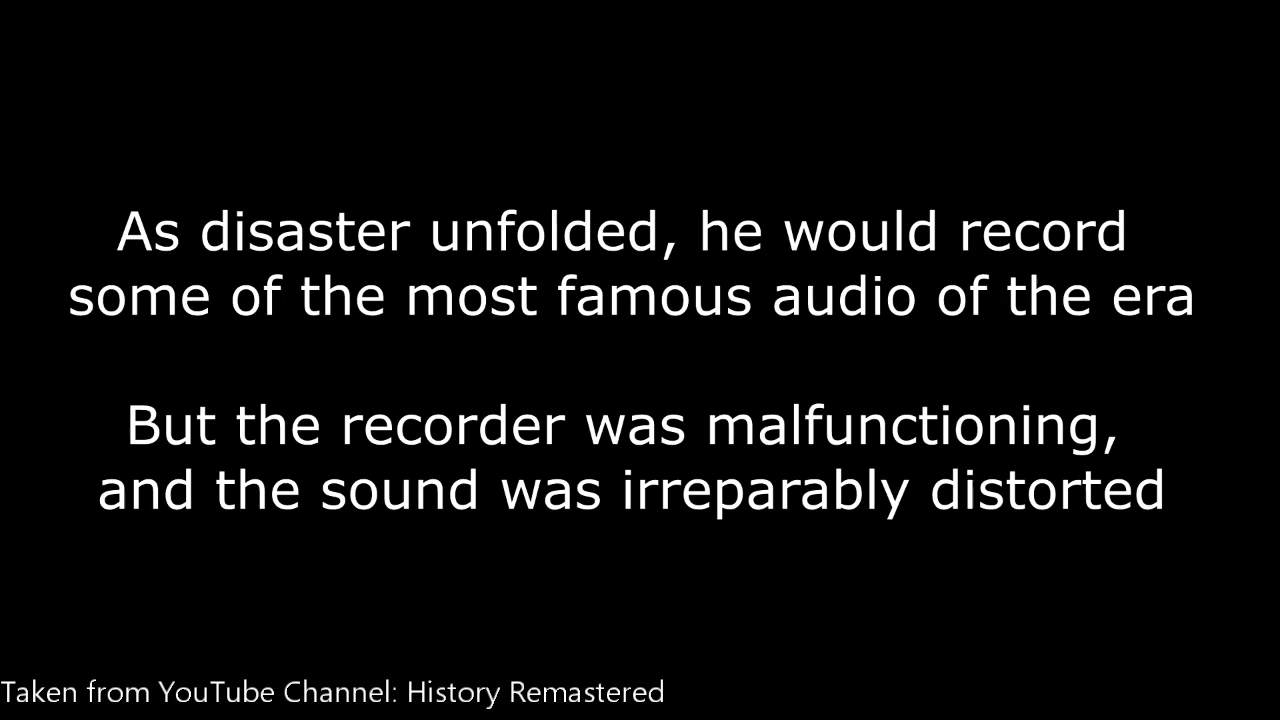 As disaster unfolded, he would record
some of the most famous audio of the era
But the recorder was malfunctioning,
and the sound was irreparably distorted
Taken from YouTube Channel: History Remastered